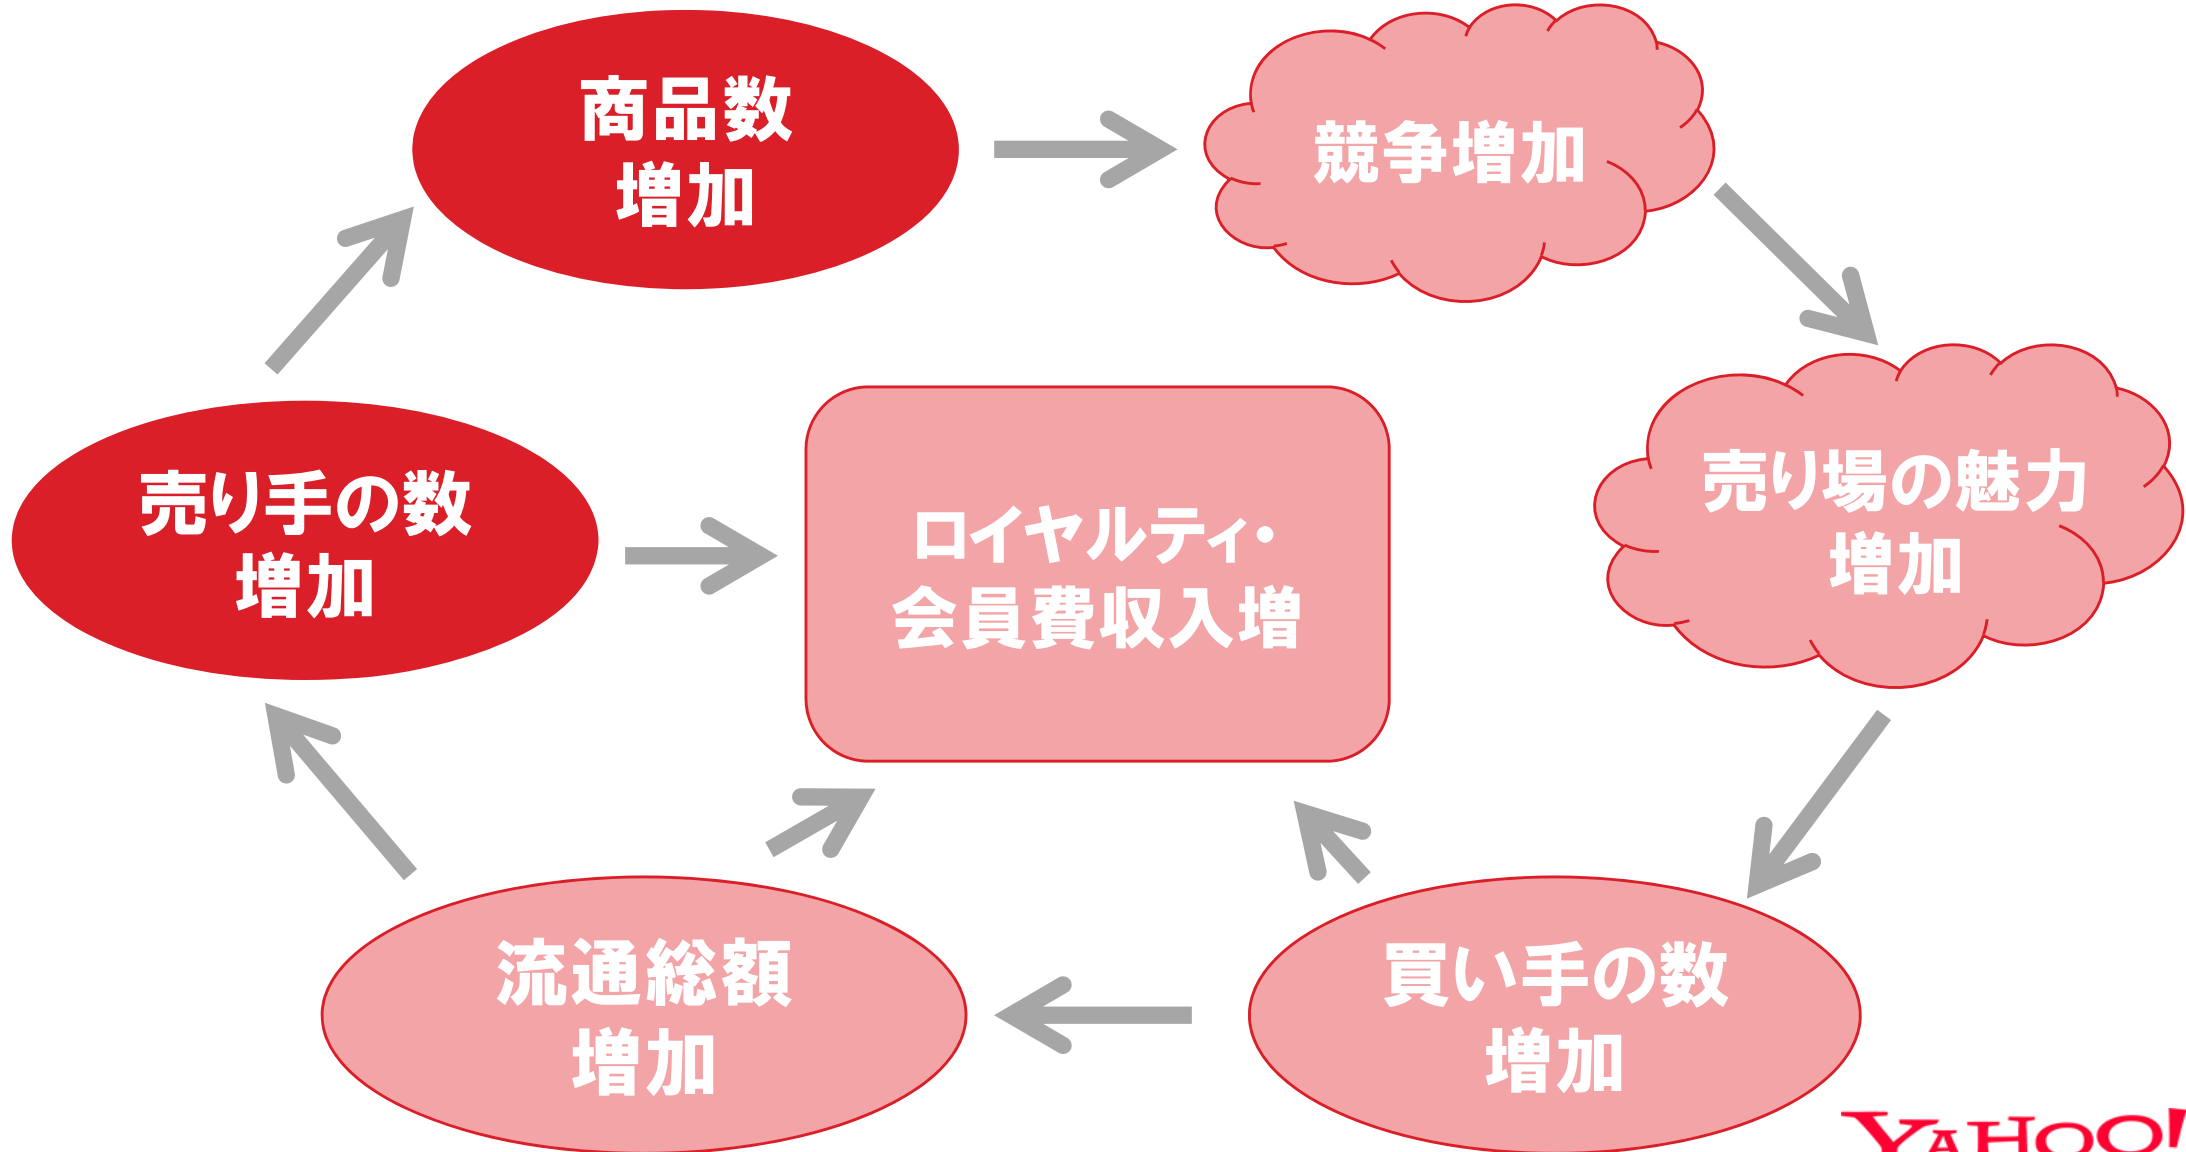 商品数
増加
競争増加
売り場の魅力
増加
売り手の数
増加
ロイヤルティ・
会員費収入増
流通総額
増加
買い手の数
増加
YAHOO!